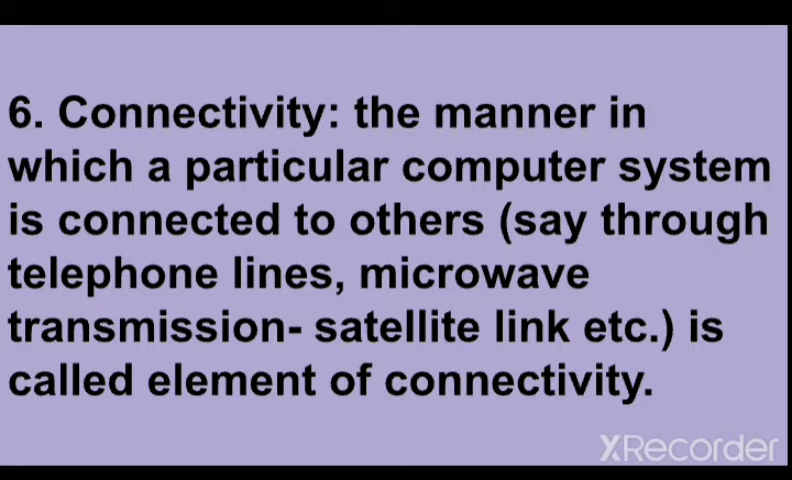 6. Connectivity: the manner in
which a particular computer system
is connected to others (say through
telephone lines, microwave
transmission- satellite link etc.) is
called element of connectivity.
XRecorder